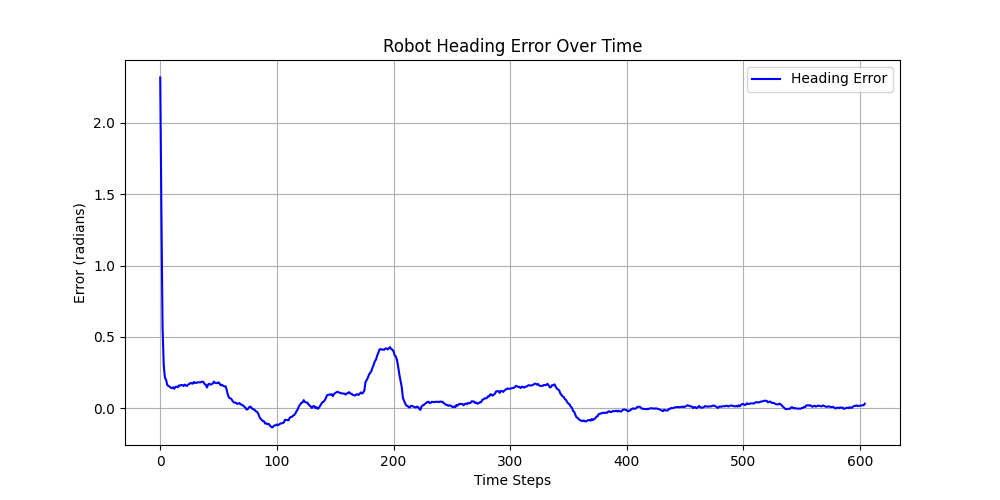 Robot Heading Error Over Time
Heading Error
Error (radians)
2.0
1.5
1.0
0.5
0.0
0 100 200 300 400 500 600
Time Steps